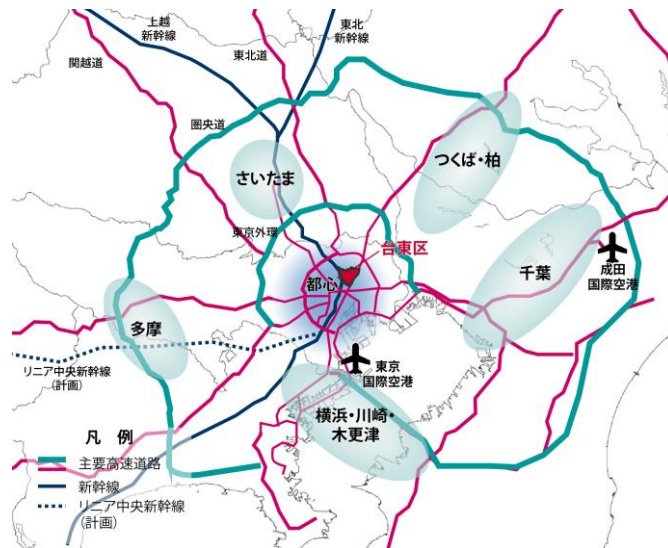 上越
新幹線
東北
新幹線
関越道
東北道
圏央道
つくば・柏
さいたま
東京外環
台東区
都心
千葉
成田
国際空港
多摩
リニア中央新幹線
(計画)
東京
国際空港
横浜・川崎・
木更津
凡 例
主要高速道路
新幹線
リニア中央新幹線
(計画)